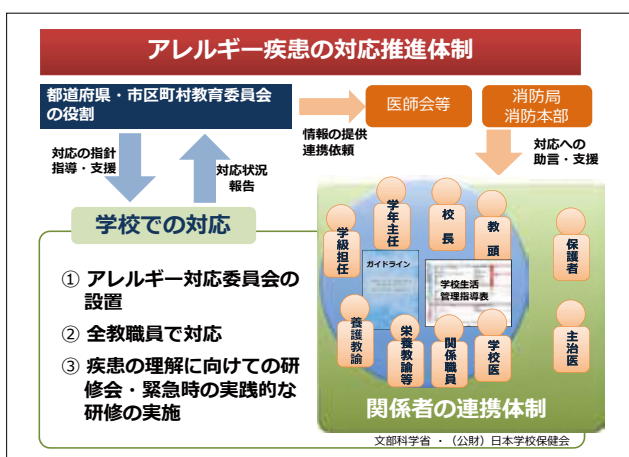 アレルギー疾患の対応推進体制
都道府県・市区町村教育委員会
の役割
医師会等
消防局
消防本部
情報の提供
連携依頼
対応の指針
指導・支援
対応状況
報告
対応への
助言・支援
学校での対応
① アレルギー対応委員会の
設置
② 全教職員で対応
③ 疾患の理解に向けての研
修会・緊急時の実践的な
研修の実施
学級担任
学年主任
校長
教頭
保護者
ガイドライン
学校生活
管理指導表
養護教諭
栄養教諭等
関係職員
学校医
主治医
関係者の連携体制
文部科学省 ・（公財）日本学校保健会